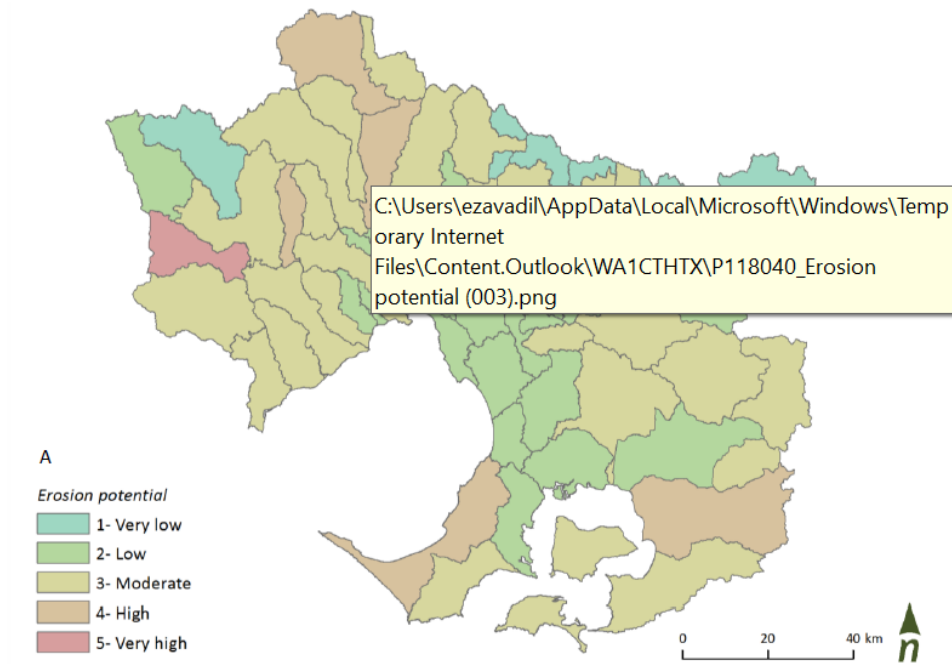 C:\Users\ezavadil\AppData\Local\Microsoft\Windows\Temp
orary Internet
Files\Content.Outlook\WA1CTHTX\P118040_Erosion
potential (003).png
A
Erosion potential
1- Very low
2- Low
3- Moderate
4- High
5- Very high
0 20 40 km
n